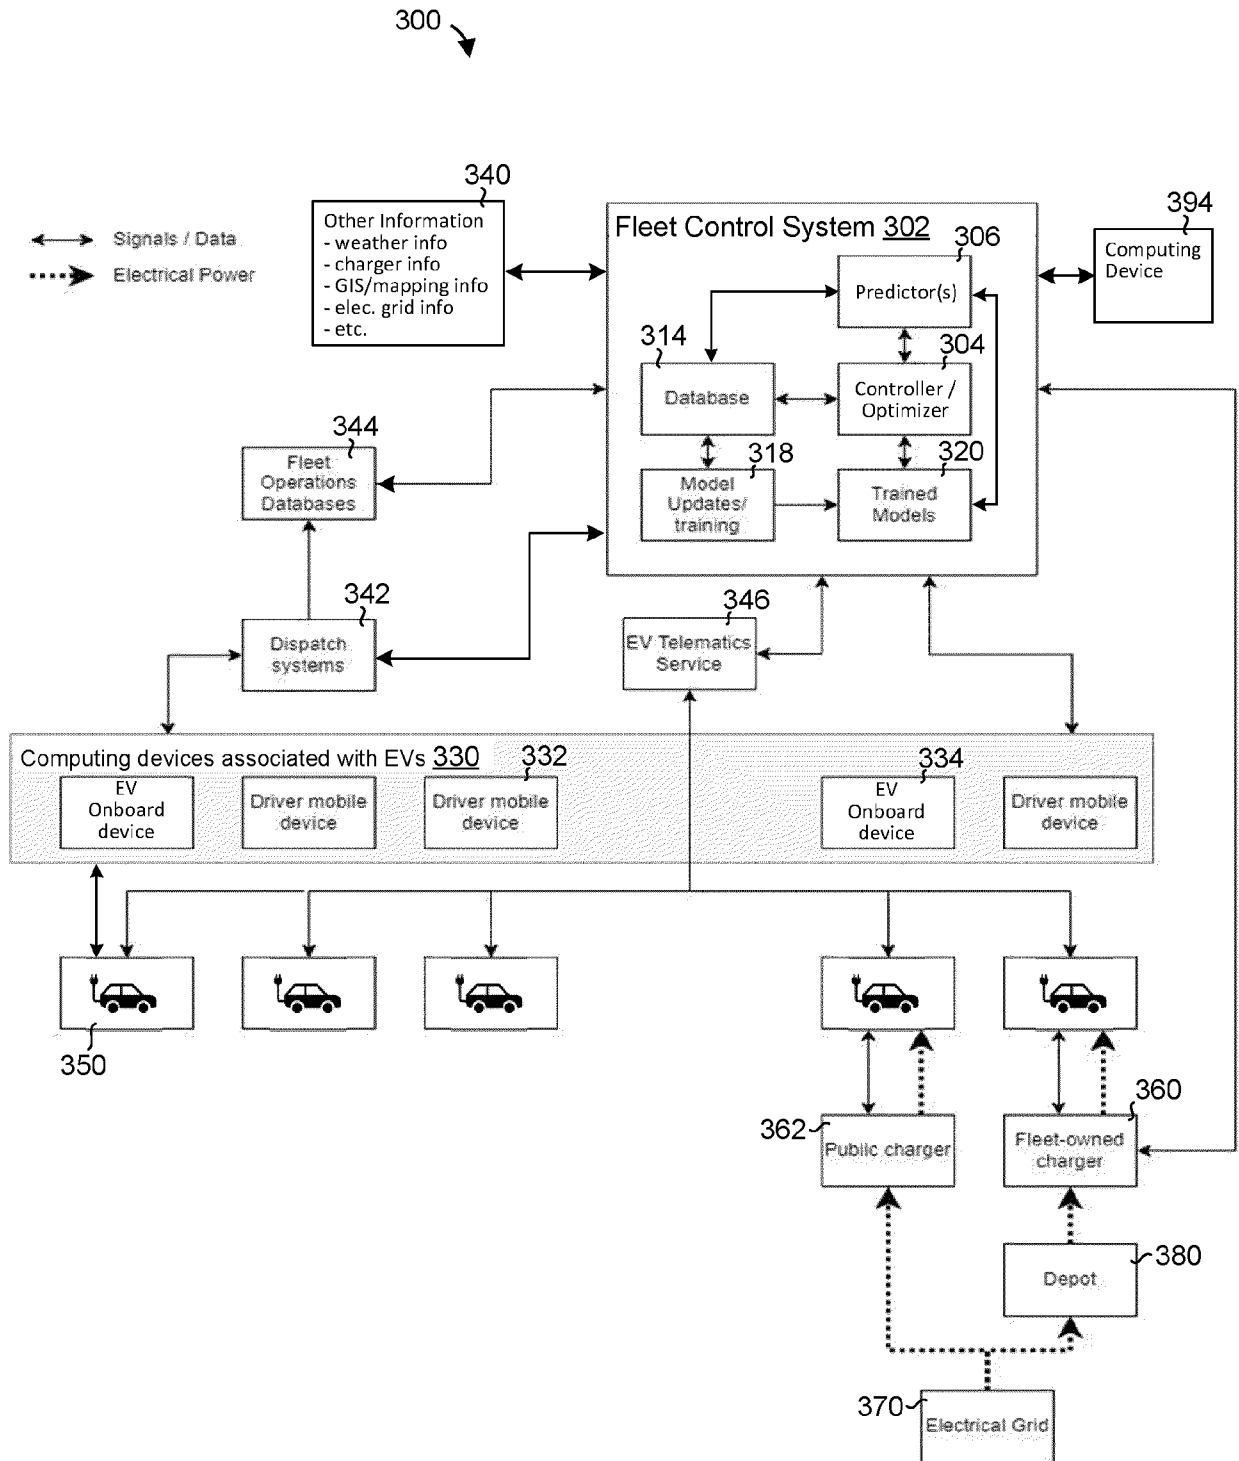 300
340
Other Information
- weather info
- charger info
- GIS/mapping info
- elec. grid info
- etc.
Signals / Data
Electrical Power
Fleet Control System 302
306
Predictor(s)
314
Database
304
Controller /
Optimizer
318
Model
Updates/
training
320
Trained
Models
394
Computing
Device
344
Fleet
Operations
Databases
342
Dispatch
systems
346
EV Telematics
Service
Computing devices associated with EVs 330
EV
Onboard
device
Driver mobile
device
332
Driver mobile
device
334
EV
Onboard
device
Driver mobile
device
350
362
Public charger
360
Fleet-owned
charger
380
Depot
370
Electrical Grid